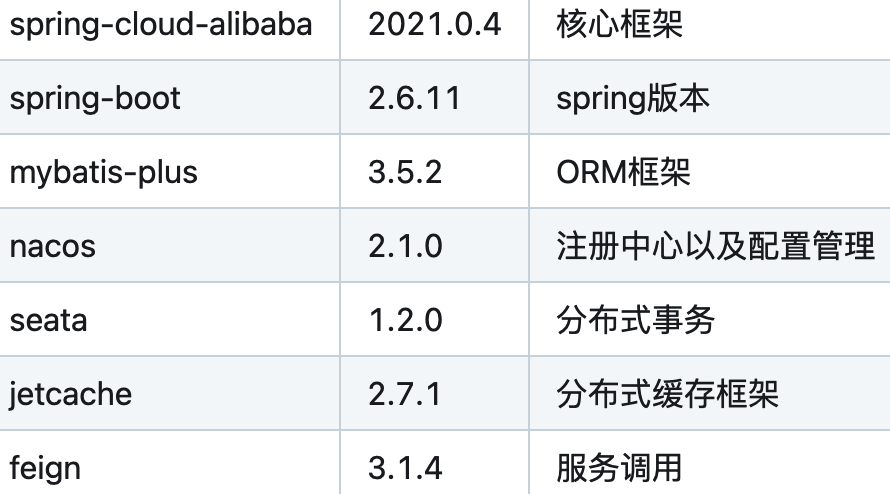 spring-cloud-alibaba 2021.0.4 核心框架
spring-boot 2.6.11 spring版本
mybatis-plus 3.5.2 ORM框架
nacos 2.1.0 注册中心以及配置管理
seata 1.2.0 分布式事务
jetcache 2.7.1 分布式缓存框架
feign 3.1.4 服务调用